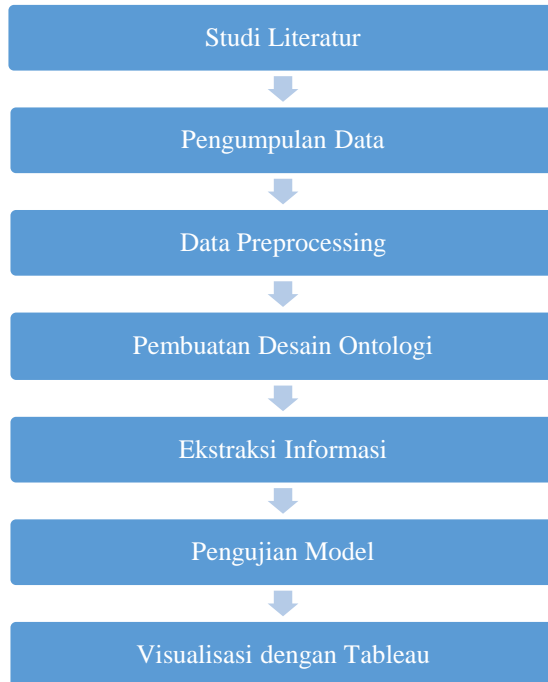 Studi Literatur
Pengumpulan Data
Data Preprocessing
Pembuatan Desain Ontologi
Ekstraksi Informasi
Pengujian Model
Visualisasi dengan Tableau